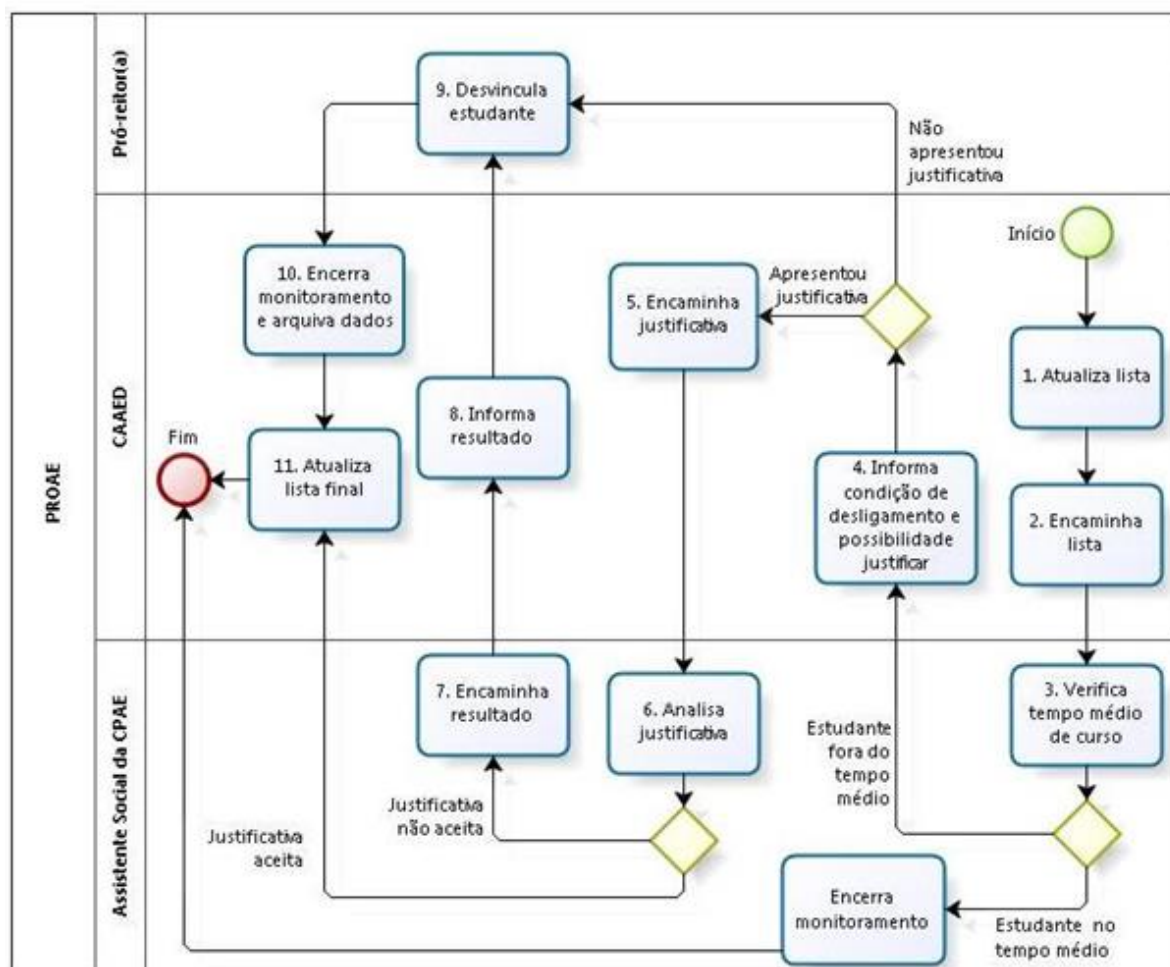 PROAE
Pró-reitor(a)
CAAED
Assistente Social da CPAE
9. Desvincula
estudante
Não
apresentou
justificativa
Início
10. Encerra
monitoramento
e arquiva dados
5. Encaminha
justificativa
Apresentou
justificativa
1. Atualiza lista
8. Informa
resultado
Fim
11. Atualiza
lista final
4. Informa
condição de
desligamento e
possibilidade
justificar
2. Encaminha
lista
7. Encaminha
resultado
6. Analisa
justificativa
3. Verifica
tempo médio
de curso
Estudante
fora do
tempo
médio
Justificativa
não aceita
Justificativa
aceita
Encerra
monitoramento
Estudante no
tempo médio